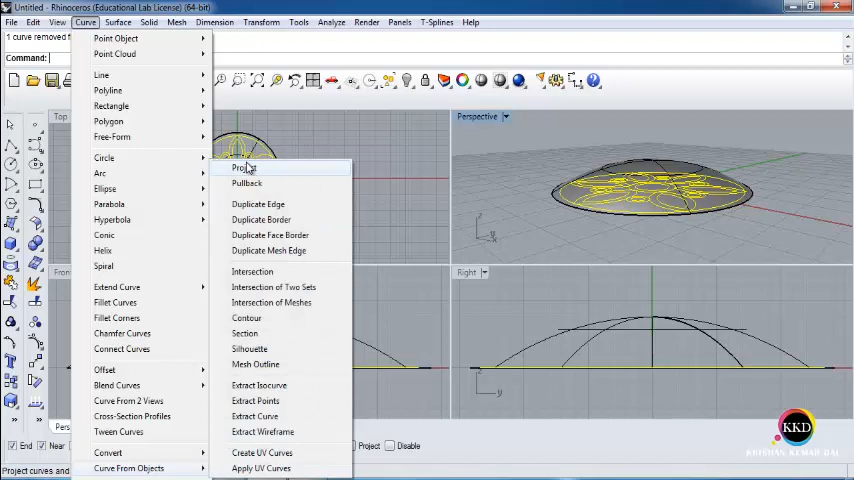 Untitled - Rhinoceros (Educational Lab License) (64-bit)
File Edit View Curve Surface Solid Mesh Dimension Transform Tools Analyze Render Panels T-Splines Help
1 curve removed f
Command:
Point Object
Point Cloud
Line
Polyline
Rectangle
Polygon
Free-Form
Circle
Arc
Ellipse
Parabola
Hyperbola
Conic
Helix
Spiral
Extend Curve
Fillet Curves
Fillet Corners
Chamfer Curves
Connect Curves
Offset
Blend Curves
Curve From 2 Views
Cross-Section Profiles
Tween Curves
Convert
Curve From Objects
Project
Pullback
Duplicate Edge
Duplicate Border
Duplicate Face Border
Duplicate Mesh Edge
Intersection
Intersection of Two Sets
Intersection of Meshes
Contour
Section
Silhouette
Mesh Outline
Extract Isocurve
Extract Points
Extract Curve
Extract Wireframe
Create UV Curves
Apply UV Curves
Top
Perspective
z
y
x
Front
Right
z
y
Pers
End Near Project Disable
Project curves and
KKD
KRISHAN KUMAR DAL